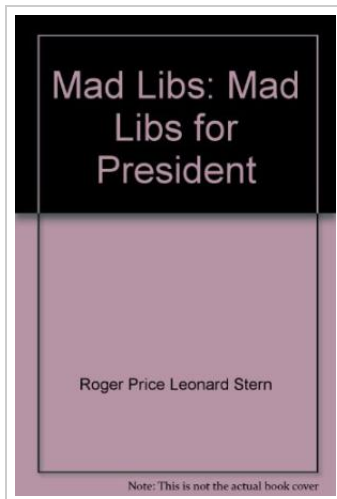 Mad Libs: Mad
Libs for
President
Roger Price Leonard Stern
Note: This is not the actual book cover